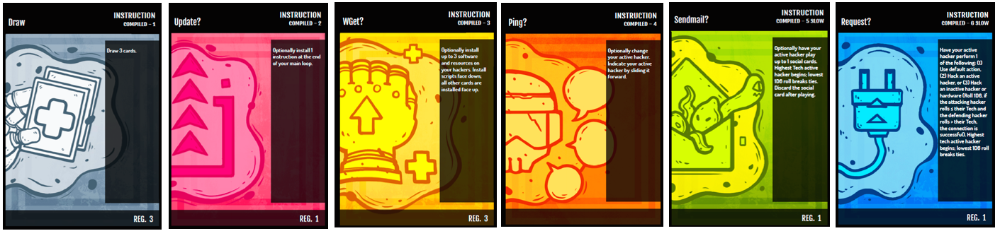 INSTRUCTION
Draw
COMPILED - 1
Draw 3 cards.
REG. 3
INSTRUCTION
Update?
COMPILED - 2
Optionally install 1
instruction at the end
of your main loop.
REG. 1
INSTRUCTION
WGet?
COMPILED - 3
Optionally install
up to 3 software
and resources on
your hackers. Install
scripts face down,
all other cards are
installed face up.
REG. 3
INSTRUCTION
Ping?
COMPILED - 4
Optionally change
your active hacker.
Indicate your active
hacker by sliding it
forward.
REG. 1
INSTRUCTION
Sendmail?
COMPILED - 5 SLOW
Optionally have your
active hacker play
up to 1 social cards.
Highest Tech active
hacker begins; lowest
1D6 roll breaks ties.
Discard the social
card after playing.
REG. 1
INSTRUCTION
Request?
COMPILED - 6 SLOW
Have your active
hacker perform 1
of the following: (1)
Use default action,
(2) Hack an active
hacker, or (3) Hack
an inactive hacker or
hardware (Roll 1D6, if
the attacking hacker
rolls ≤ their Tech and
the defending hacker
rolls > their Tech,
the connection is
successful). Highest
tech active hacker
begins; lowest 1D6 roll
breaks ties.
REG. 1